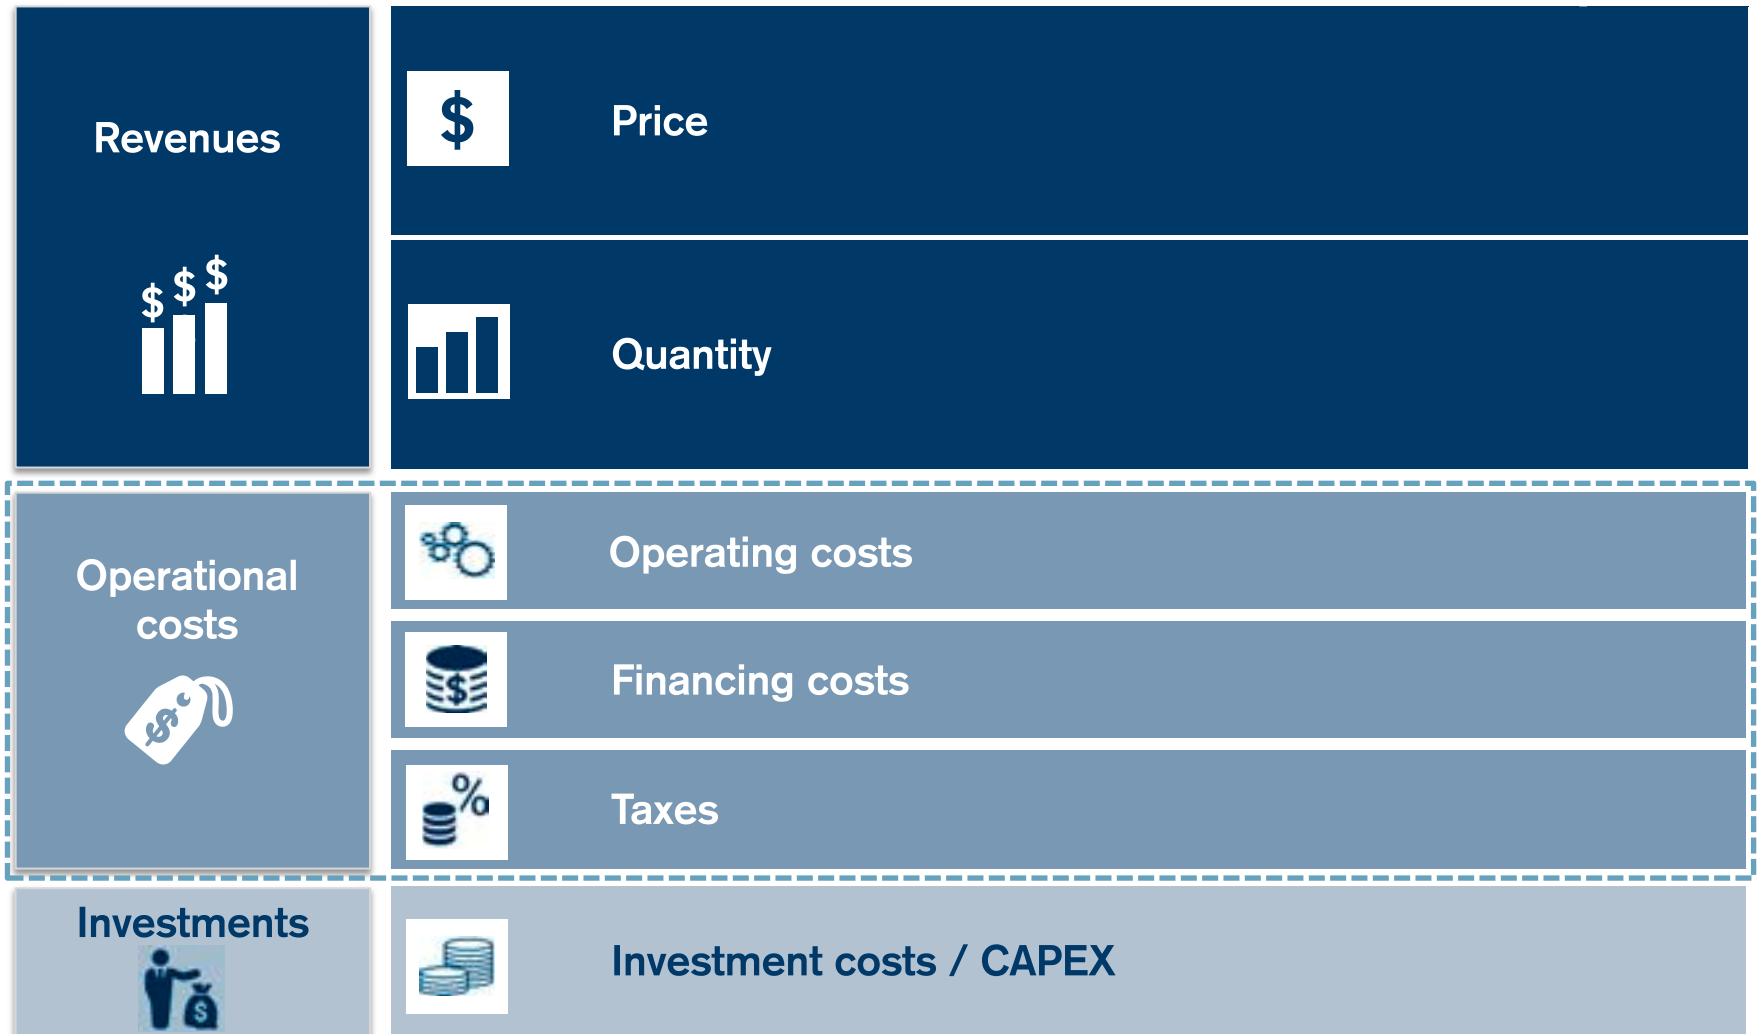 Revenues
$ $ $
$
Price
Quantity
Operational
costs
$
Operating costs
$
Financing costs
%
Taxes
Investments
$
Investment costs / CAPEX